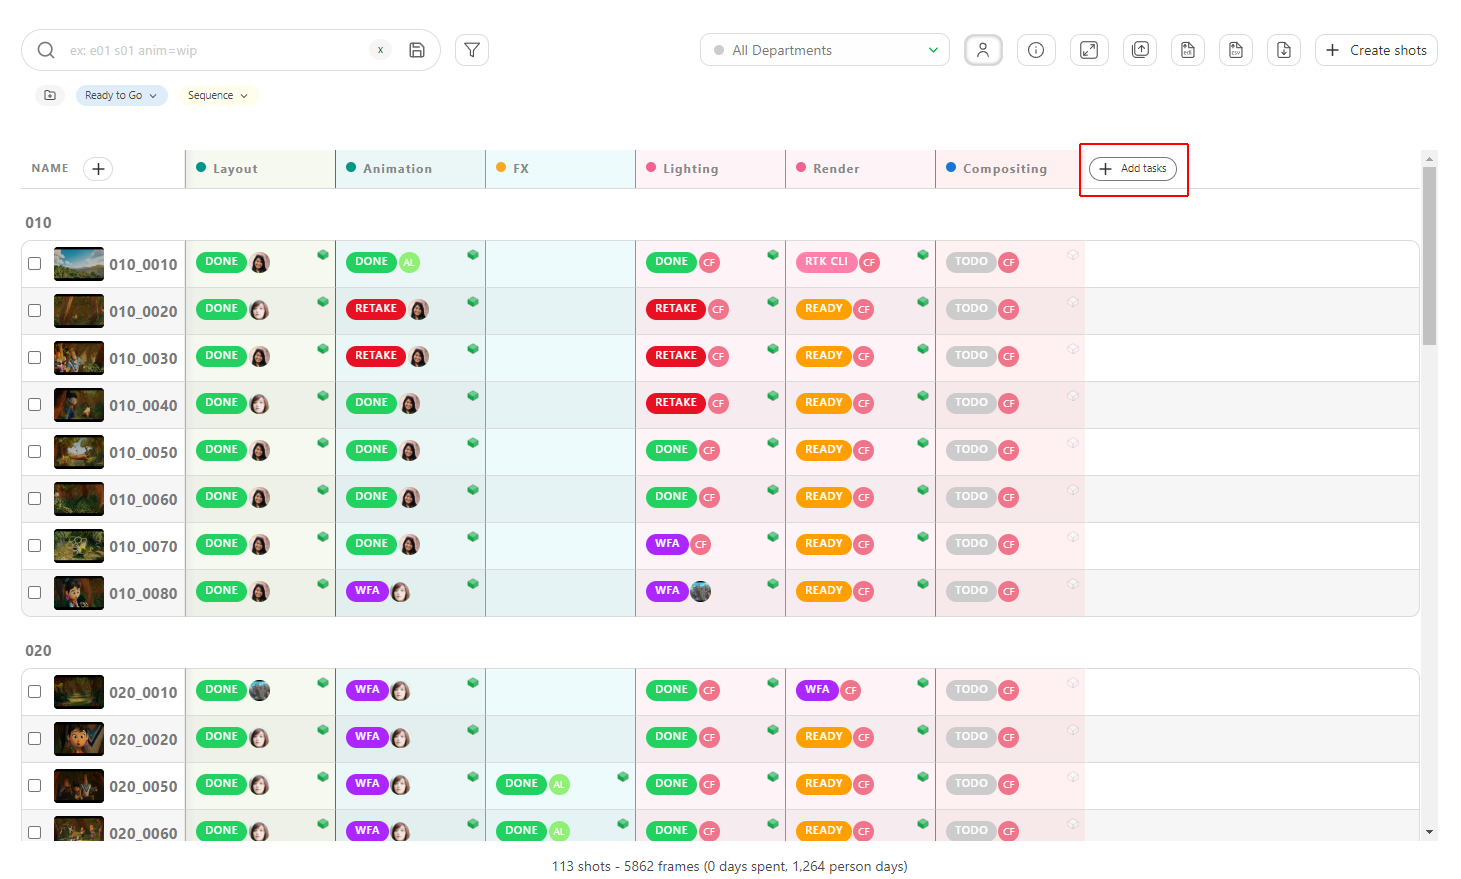 ex: e01 s01 anim=wip x All Departments edl csv Create shots
Ready to Go Sequence
NAME Layout Animation FX Lighting Render Compositing Add tasks
010
010_0010 DONE DONE AL DONE CF RTK CLI CF TODO CF
010_0020 DONE RETAKE RETAKE CF READY CF TODO CF
010_0030 DONE RETAKE RETAKE CF READY CF TODO CF
010_0040 DONE DONE RETAKE CF READY CF TODO CF
010_0050 DONE DONE DONE CF READY CF TODO CF
010_0060 DONE DONE DONE CF READY CF TODO CF
010_0070 DONE DONE WFA CF READY CF TODO CF
010_0080 DONE WFA WFA READY CF TODO CF
020
020_0010 DONE WFA DONE CF WFA CF TODO CF
020_0020 DONE WFA DONE CF READY CF TODO CF
020_0050 DONE WFA DONE AL DONE CF READY CF TODO CF
020_0060 DONE WFA DONE AL DONE CF READY CF TODO CF
113 shots - 5862 frames (0 days spent, 1,264 person days)